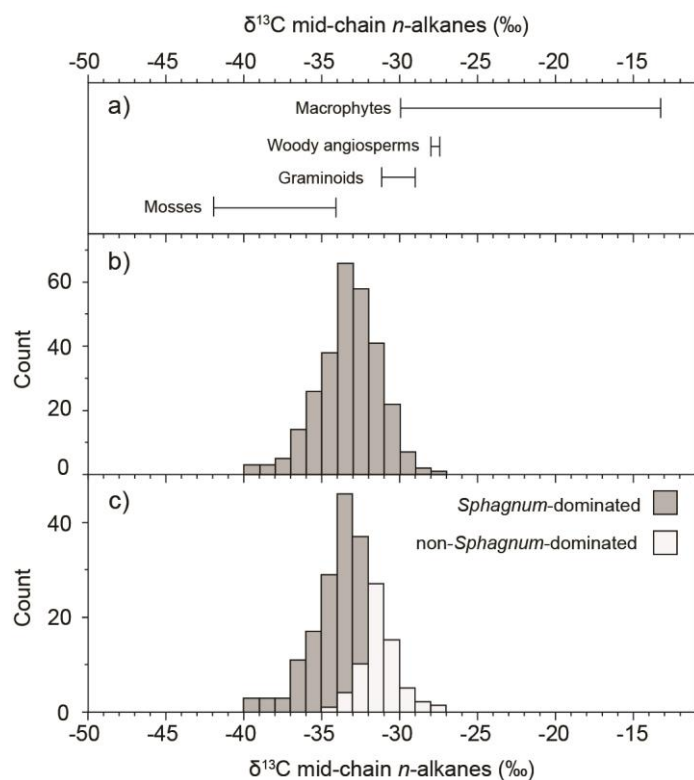 δ¹³C mid-chain n-alkanes (‰)
-50 -45 -40 -35 -30 -25 -20 -15
a)
Macrophytes
Woody angiosperms
Graminoids
Mosses
b)
60
40
20
0
Count
c)
Sphagnum-dominated
non-Sphagnum-dominated
40
20
0
Count
-50 -45 -40 -35 -30 -25 -20 -15
δ¹³C mid-chain n-alkanes (‰)